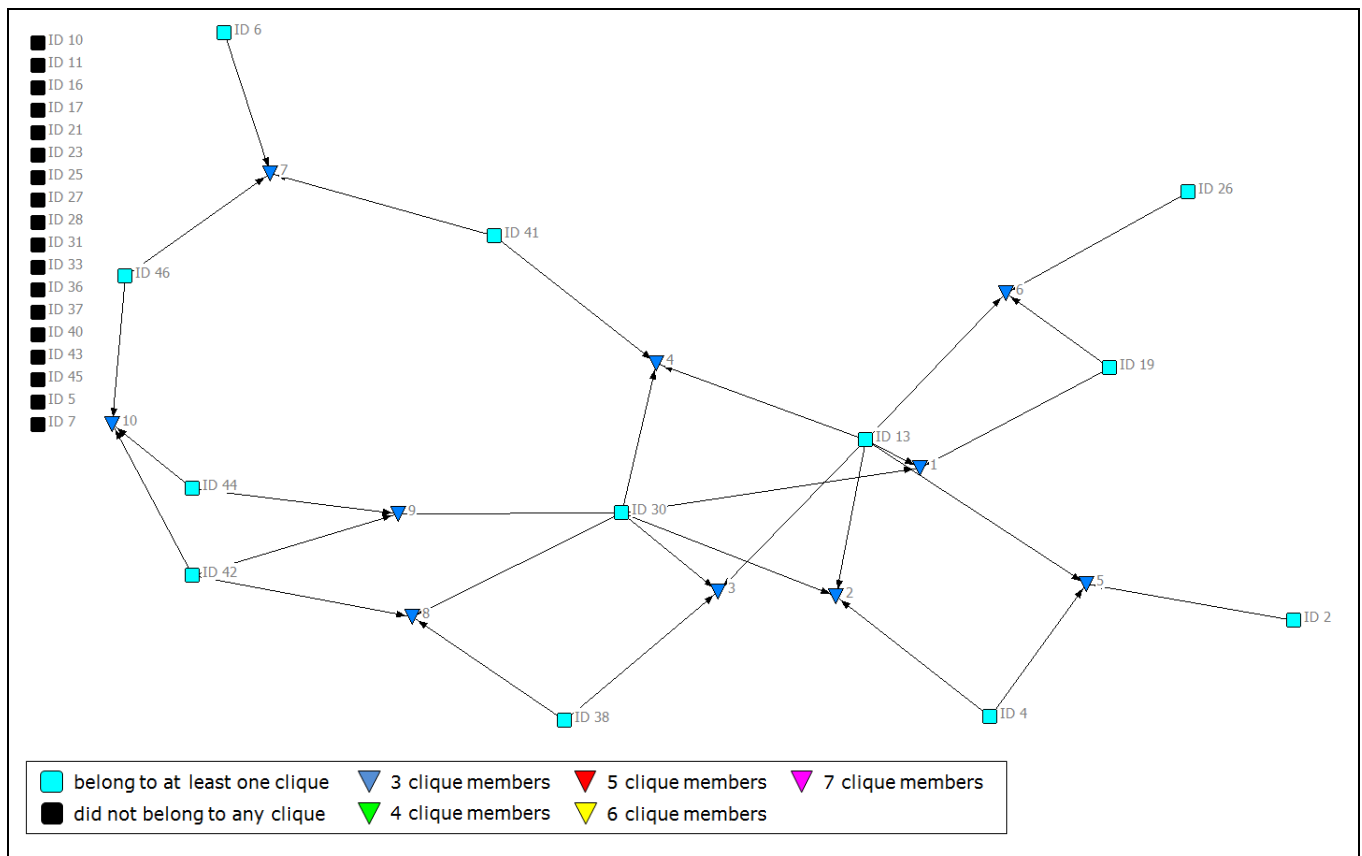 ID 6
ID 10
ID 11
ID 16
ID 17
ID 21
ID 23
ID 25
ID 27
ID 28
ID 31
ID 33
ID 36
ID 37
ID 40
ID 43
ID 45
ID 5
ID 7
7
ID 26
ID 41
ID 46
6
4
ID 19
10
ID 13
1
ID 44
9
ID 30
ID 42
5
3
2
8
ID 2
ID 38
ID 4
belong to at least one clique
3 clique members
5 clique members
7 clique members
did not belong to any clique
4 clique members
6 clique members